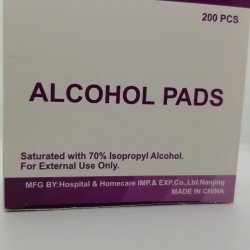 200 PCS
ALCOHOL PADS
Saturated with 70% Isopropyl Alcohol.
For External Use Only.
MFG BY:Hospital & Homecare IMP.& EXP.Co.,Ltd.Nanjing
MADE IN CHINA